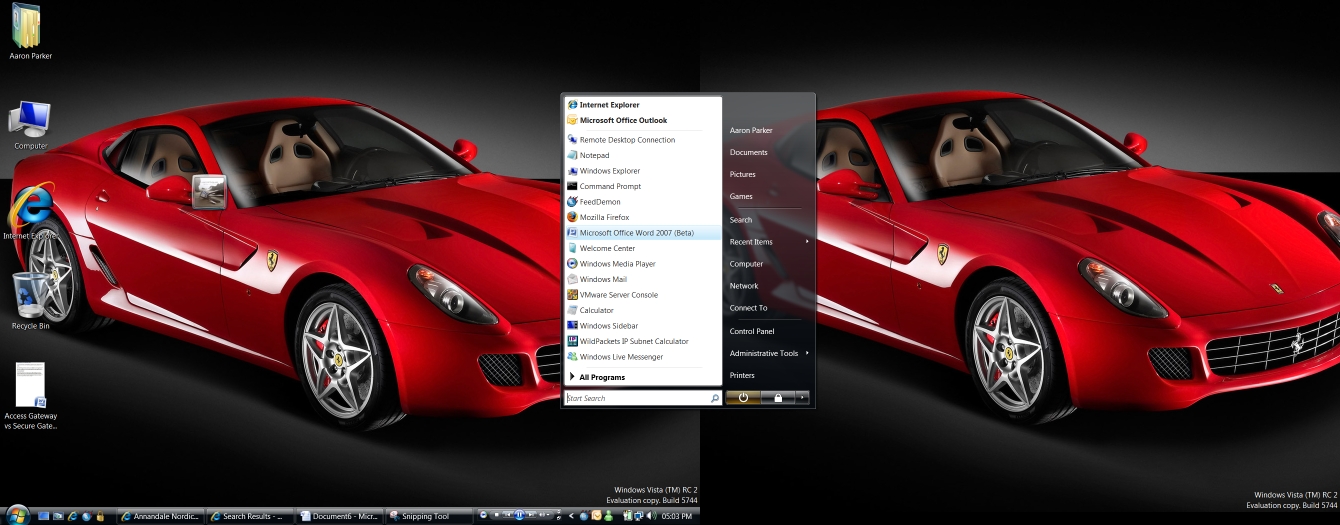 Aaron Parker
Computer
Internet Explorer
Recycle Bin
Access Gateway
vs Secure Gate...
Internet Explorer
Microsoft Office Outlook
Remote Desktop Connection
Notepad
Windows Explorer
Command Prompt
FeedDemon
Mozilla Firefox
Microsoft Office Word 2007 (Beta)
Welcome Center
Windows Media Player
Windows Mail
VMware Server Console
Calculator
Windows Sidebar
WildPackets IP Subnet Calculator
Windows Live Messenger
All Programs
Start Search
Aaron Parker
Documents
Pictures
Games
Search
Recent Items
Computer
Network
Connect To
Control Panel
Administrative Tools
Printers
Windows Vista (TM) RC 2
Evaluation copy. Build 5744
Windows Vista (TM) RC 2
Evaluation copy. Build 5744
Annandale Nordic...
Search Results - ...
Document6 - Micr...
Snipping Tool
05:03 PM